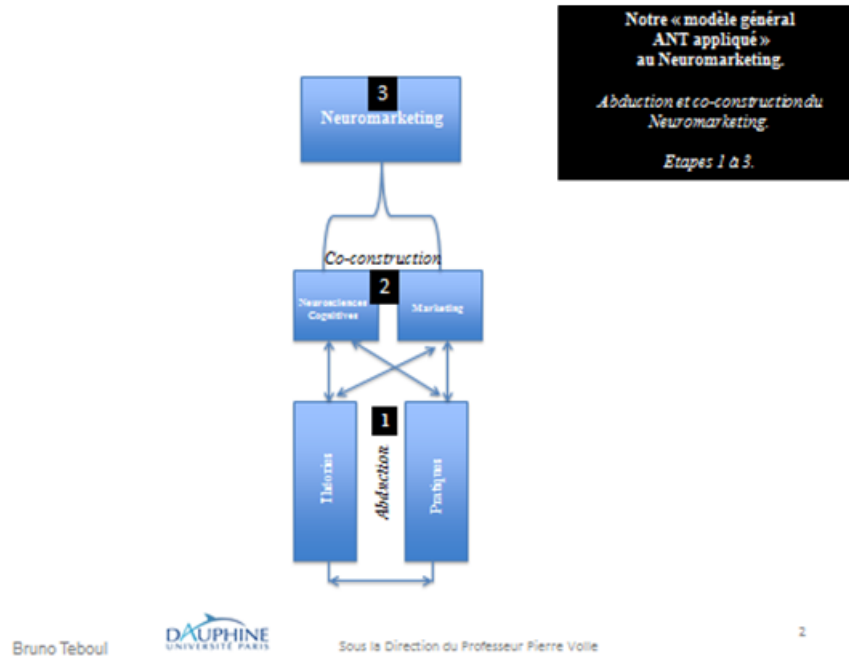 Notre « modèle général
ANT appliqué »
au Neuromarketing.
Abduction et co-construction du
Neuromarketing.
Etapes 1 à 3.
3
Neuromarketing
Co-construction
2
Neurosciences
Cognitives
Marketing
1
Théories
Abduction
Pratiques
Bruno Teboul
DAUPHINE
UNIVERSITÉ PARIS
Sous la Direction du Professeur Pierre Volle
2